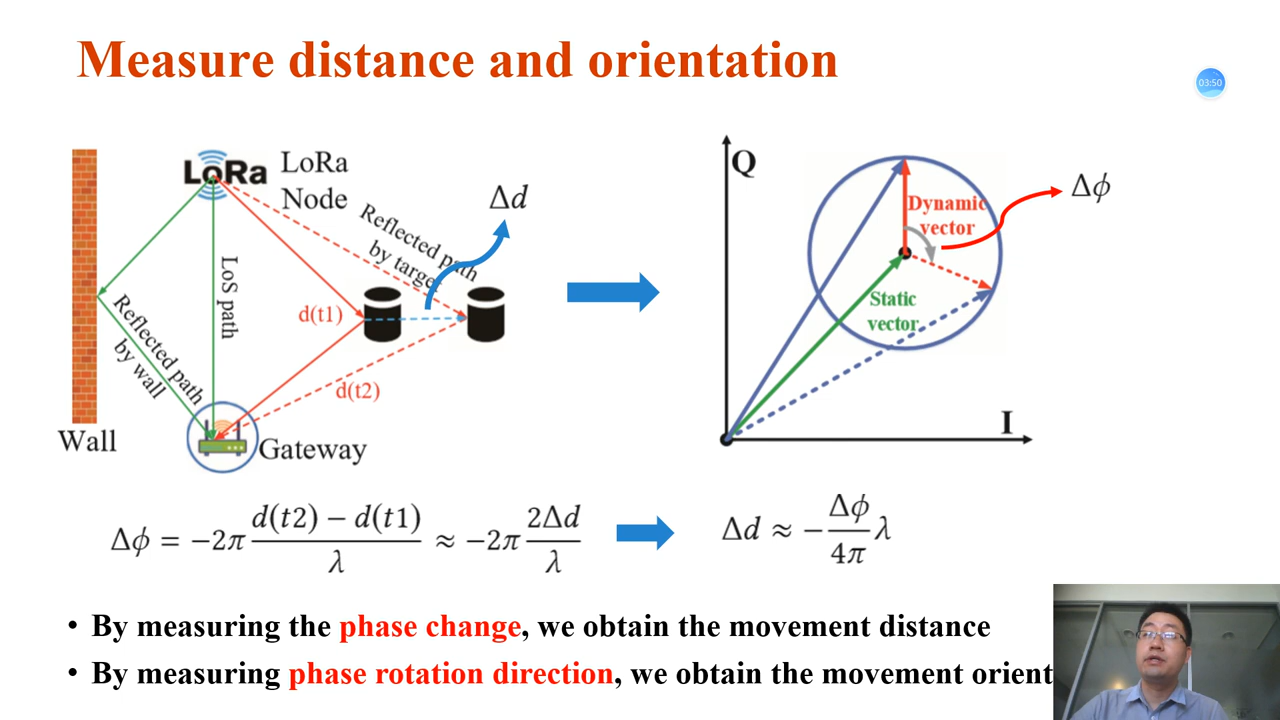 Measure distance and orientation
03:50
LoRa
LoRa
Node
Δd
Reflected path
by target
LoS path
d(t1)
Reflected path
by wall
d(t2)
Wall
Gateway
Q
Dynamic
vector
Δϕ
Static
vector
I
Δϕ = −2π d(t2) − d(t1) / λ ≈ −2π 2Δd / λ
Δd ≈ − Δϕ / 4π λ
• By measuring the phase change, we obtain the movement distance
• By measuring phase rotation direction, we obtain the movement orient